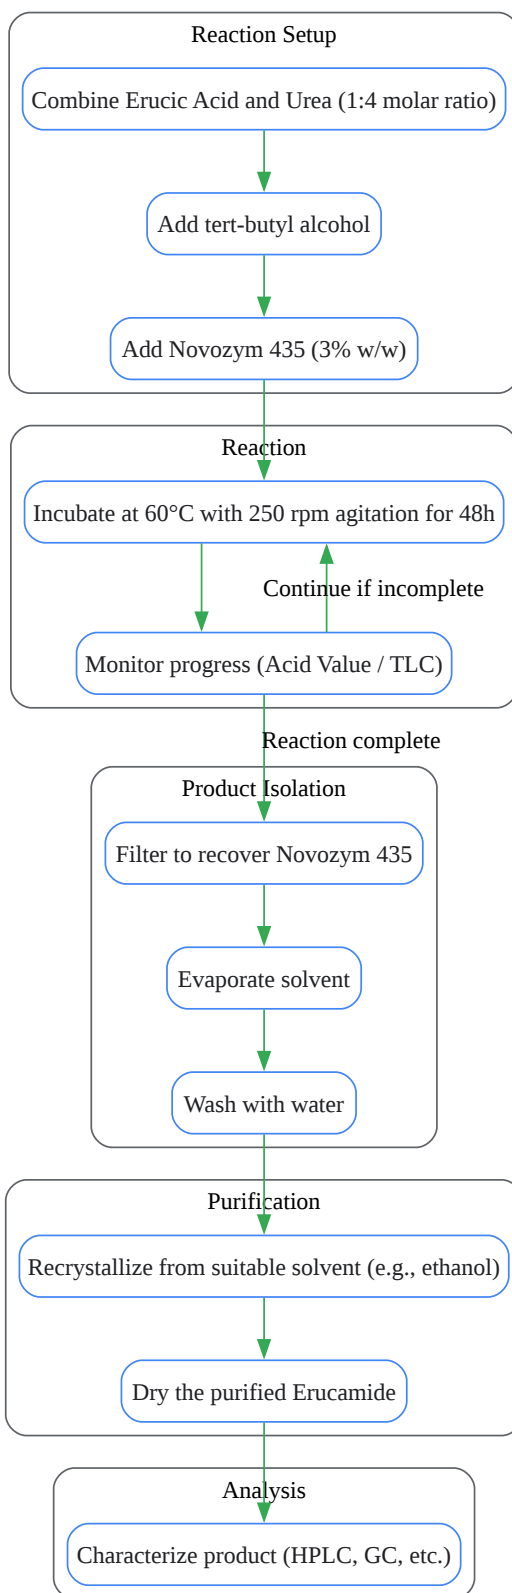 Reaction Setup
Combine Erucic Acid and Urea (1:4 molar ratio)
Add tert-butyl alcohol
Add Novozym 435 (3% w/w)
Reaction
Incubate at 60°C with 250 rpm agitation for 48h
Continue if incomplete
Monitor progress (Acid Value / TLC)
Reaction complete
Product Isolation
Filter to recover Novozym 435
Evaporate solvent
Wash with water
Purification
Recrystallize from suitable solvent (e.g., ethanol)
Dry the purified Erucamide
Analysis
Characterize product (HPLC, GC, etc.)